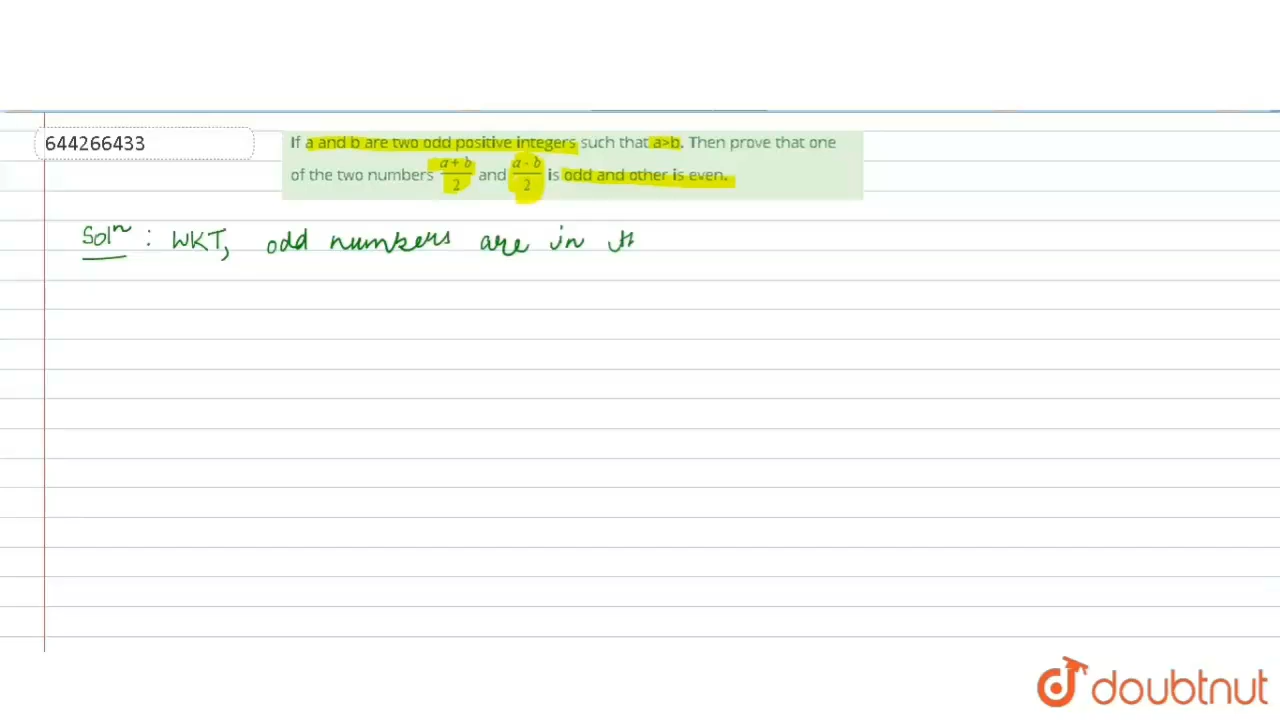 644266433
If a and b are two odd positive integers such that a>b. Then prove that one
of the two numbers a + b / 2 and a - b / 2 is odd and other is even.
Solⁿ : WKT, odd numbers are in
doubtnut